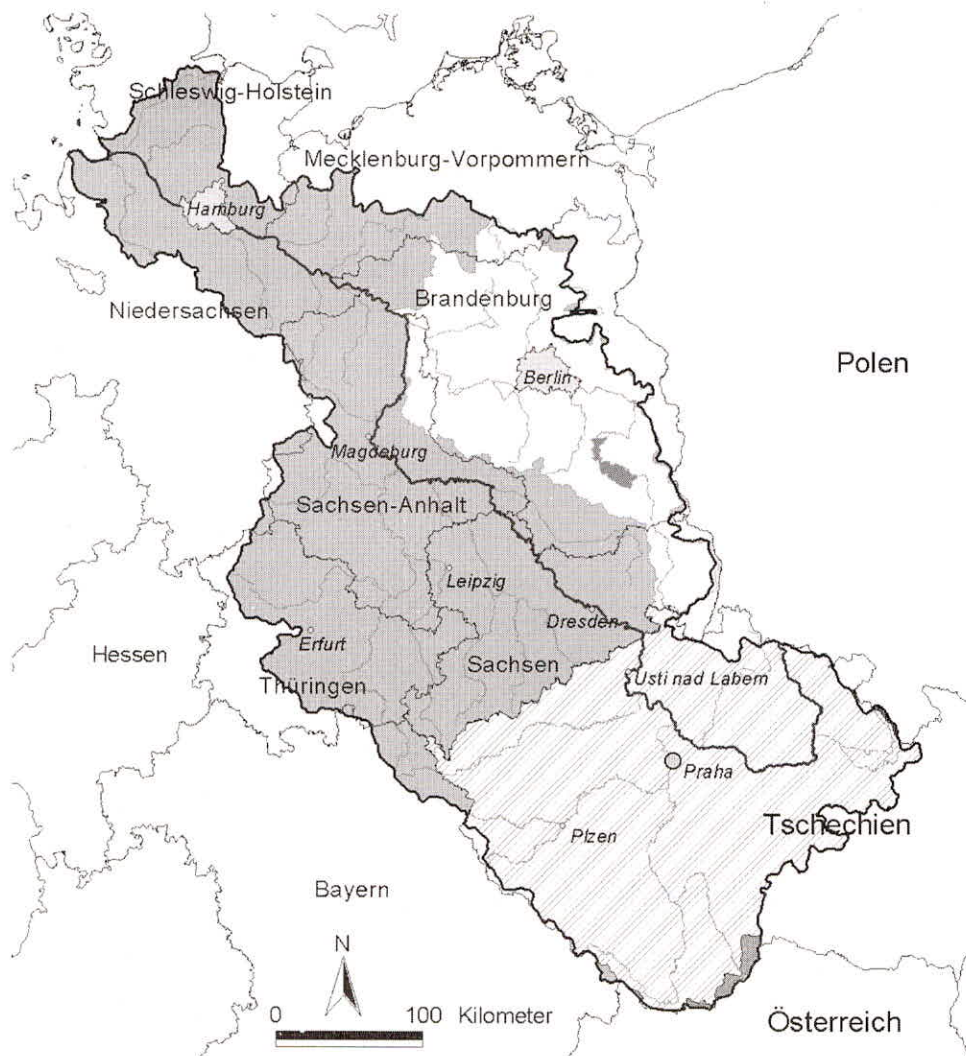 Schleswig-Holstein
Mecklenburg-Vorpommern
Hamburg
Niedersachsen
Brandenburg
Polen
Berlin
Magdeburg
Sachsen-Anhalt
Leipzig
Dresden
Erfurt
Hessen
Sachsen
Thüringen
Usti nad Labem
Praha
Tschechien
Plzen
Bayern
N
0 100 Kilometer
Österreich